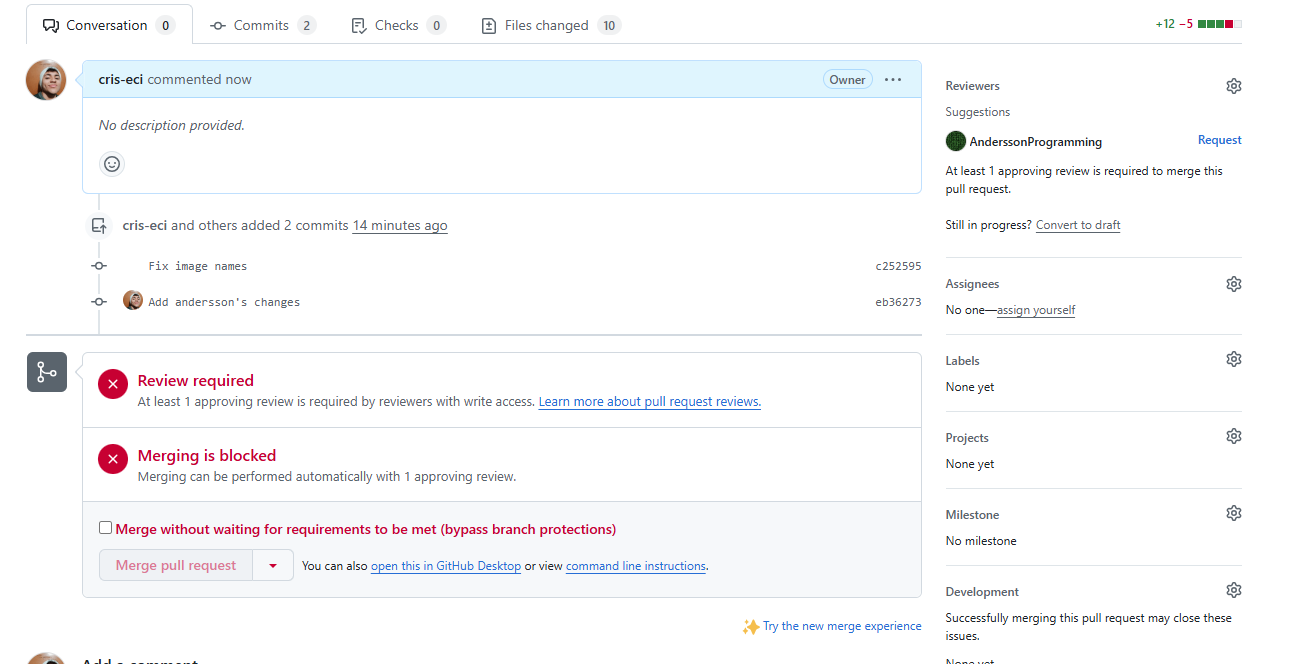 Conversation 0 Commits 2 Checks 0 Files changed 10 +12 −5
cris-eci commented now Owner
No description provided.
cris-eci and others added 2 commits 14 minutes ago
Fix image names c252595
Add andersson's changes eb36273
Review required
At least 1 approving review is required by reviewers with write access. Learn more about pull request reviews.
Merging is blocked
Merging can be performed automatically with 1 approving review.
Merge without waiting for requirements to be met (bypass branch protections)
Merge pull request You can also open this in GitHub Desktop or view command line instructions.
Try the new merge experience
Add a comment
Reviewers
Suggestions
AnderssonProgramming Request
At least 1 approving review is required to merge this
pull request.
Still in progress? Convert to draft
Assignees
No one—assign yourself
Labels
None yet
Projects
None yet
Milestone
No milestone
Development
Successfully merging this pull request may close these
issues.
None yet